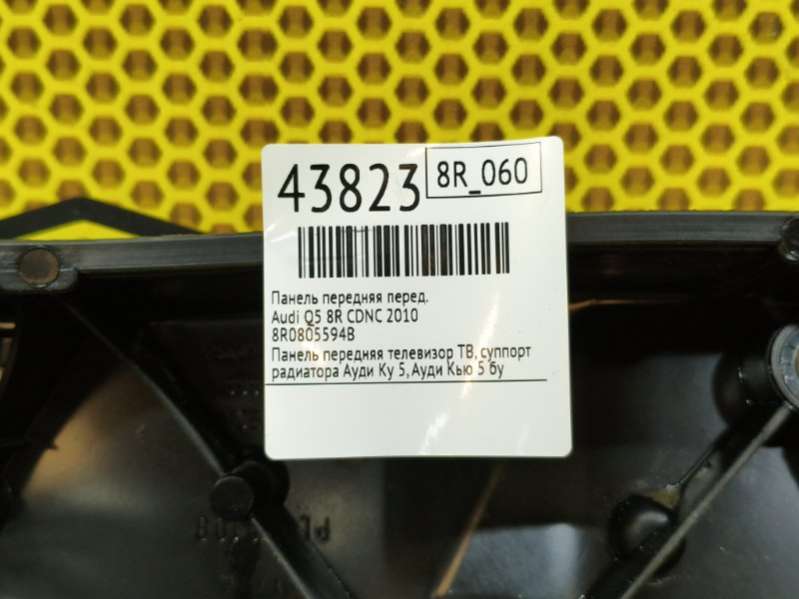 43823
8R_060
Панель передняя перед.
Audi Q5 8R CDNC 2010
8R0805594B
Панель передняя телевизор ТВ, суппорт
радиатора Ауди Ку 5, Ауди Кью 5 бу